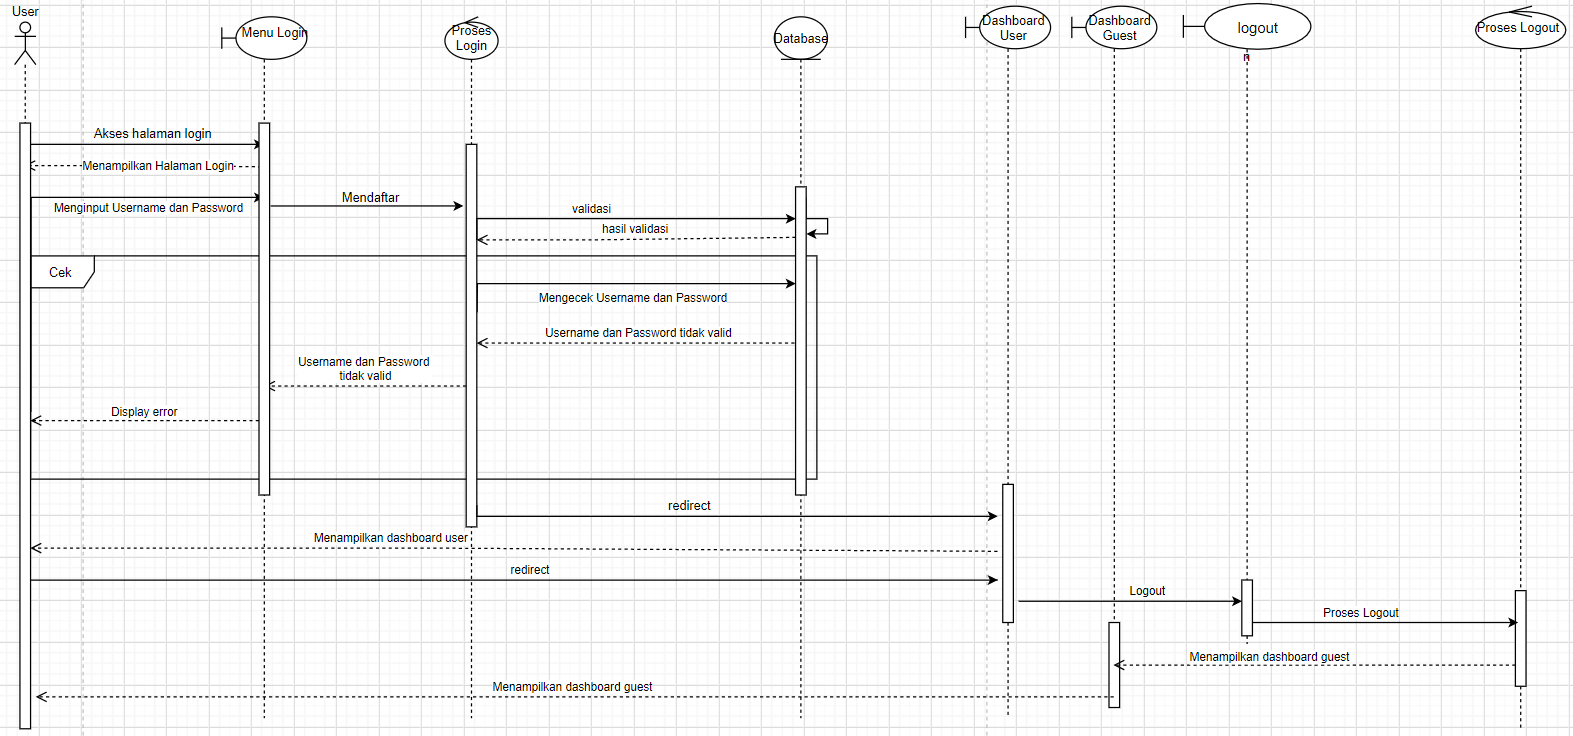 User
Menu Login
Proses
Login
Database
Dashboard
User
Dashboard
Guest
logout
n
Proses Logout
Akses halaman login
Menampilkan Halaman Login
Menginput Username dan Password
Mendaftar
validasi
hasil validasi
Cek
Mengecek Username dan Password
Username dan Password tidak valid
Username dan Password
tidak valid
Display error
redirect
Menampilkan dashboard user
redirect
Logout
Proses Logout
Menampilkan dashboard guest
Menampilkan dashboard guest